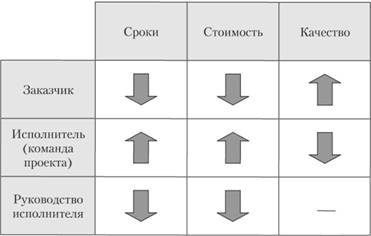 Сроки
Стоимость
Качество
Заказчик
Исполнитель
(команда
проекта)
Руководство
исполнителя
—